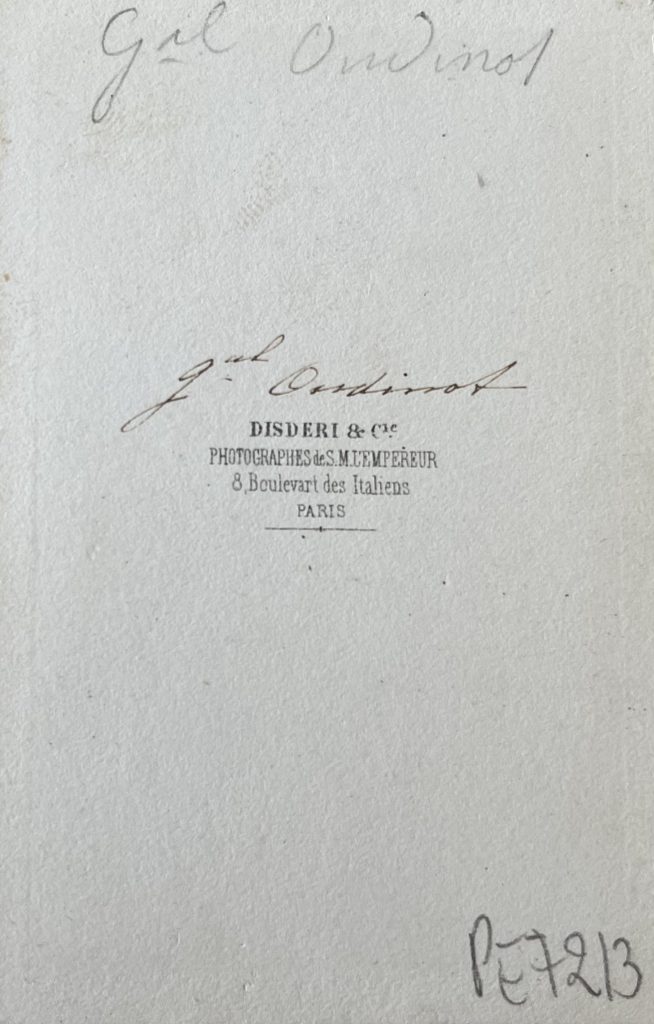 Gal Oudinot
gal Oudinot
DISDERI & Cie
PHOTOGRAPHES de S.M. L'EMPEREUR
8, Boulevart des Italiens
PARIS
PE7213